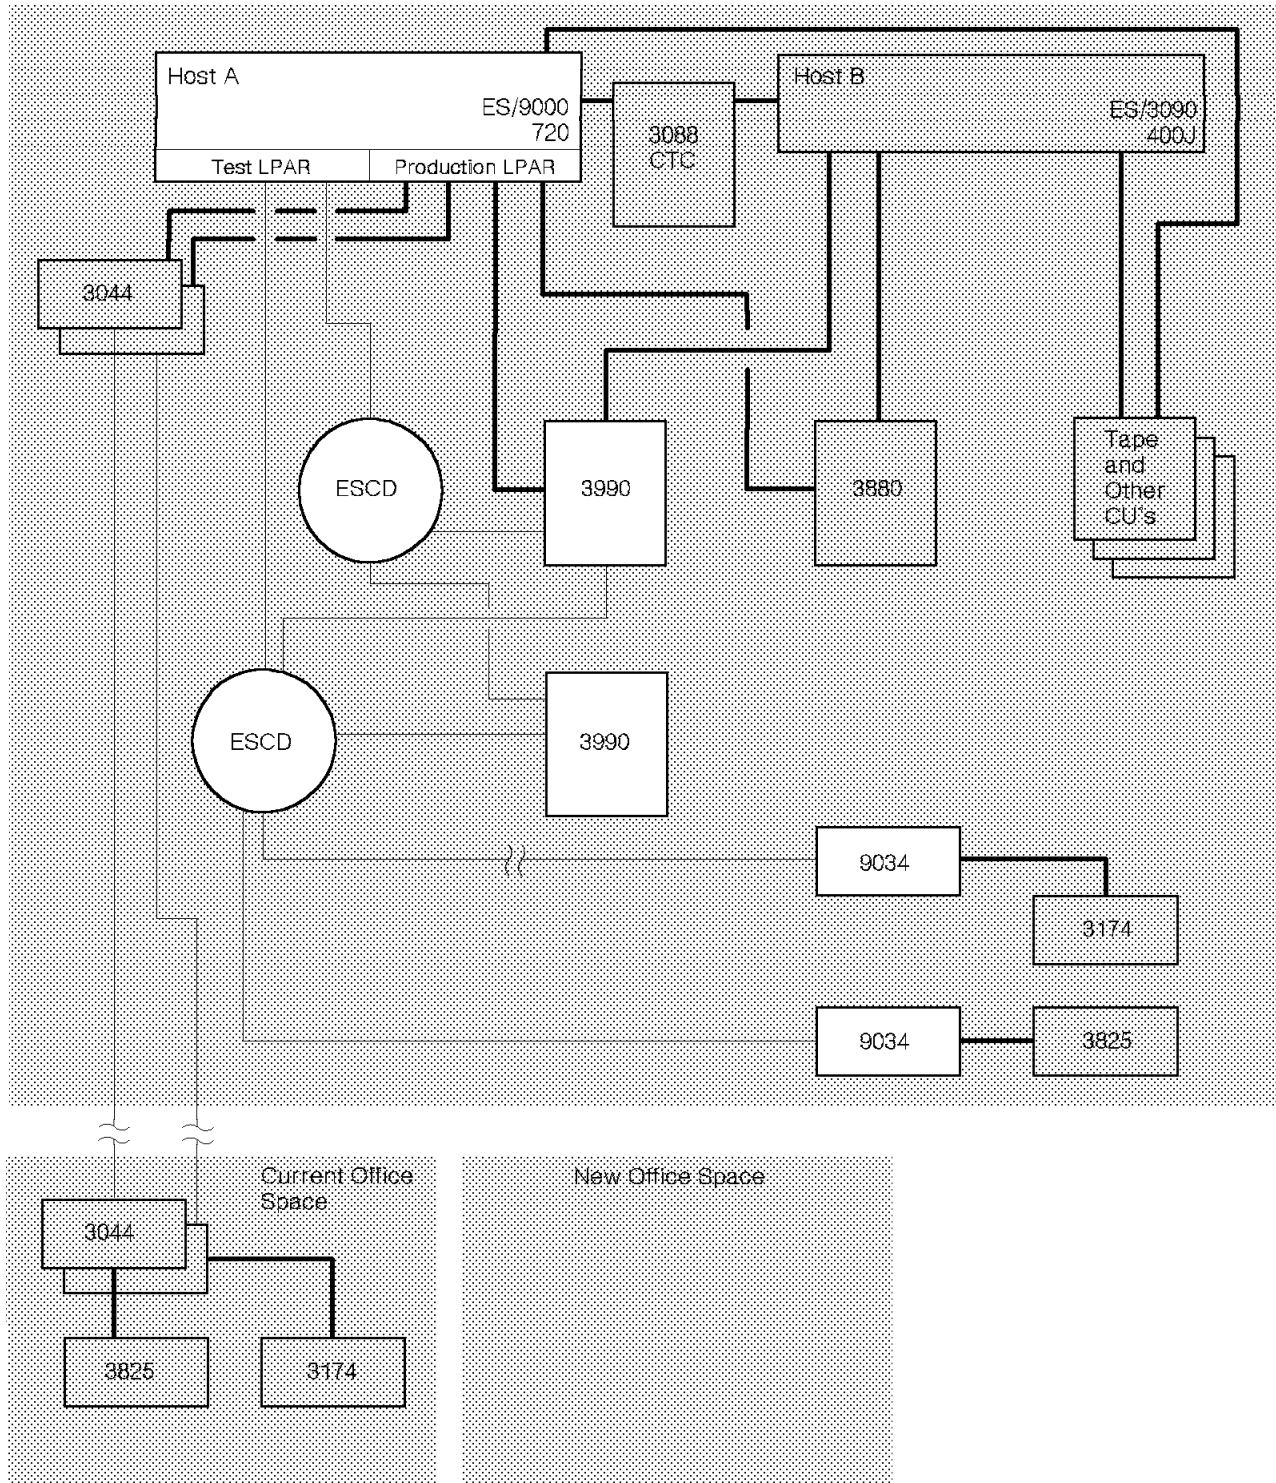 Host A
ES/9000
720
Test LPAR
Production LPAR
3088
CTC
Host B
ES/3090
400J
3044
ESCD
3990
3880
Tape
and
Other
CU's
ESCD
3990
9034
3174
9034
3825
Current Office
Space
New Office Space
3044
3825
3174